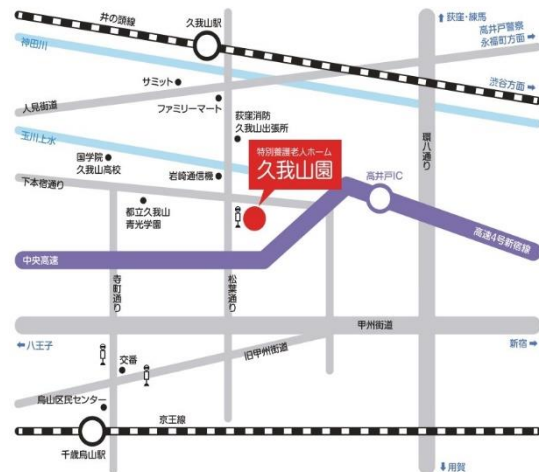 井の頭線
久我山駅
荻窪・練馬
高井戸警察
永福町方面
渋谷方面
神田川
サミット
ファミリーマート
人見街道
荻窪消防
久我山出張所
玉川上水
国学院
久我山高校
岩崎通信機
特別養護老人ホーム
久我山園
高井戸IC
環八通り
下本宿通り
都立久我山
青光学園
高速4号新宿線
中央高速
寺町通り
松葉通り
甲州街道
八王子
新宿
旧甲州街道
交番
烏山区民センター
京王線
千歳烏山駅
用賀